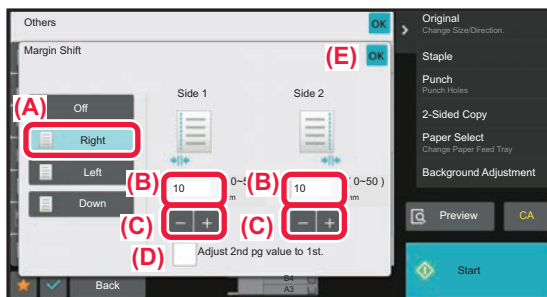 Others
OK
Margin Shift
(E)
OK
(A)
Off
Right
Left
Down
Side 1
Side 2
(B)
10
(B)
10
( 0~50 )
(C)
- +
(C)
- +
(D)
Adjust 2nd pg value to 1st.
Back
B4
A3
Original
Change Size/Direction.
Staple
Punch
Punch Holes
2-Sided Copy
Paper Select
Change Paper Feed Tray
Background Adjustment
Preview
CA
Start